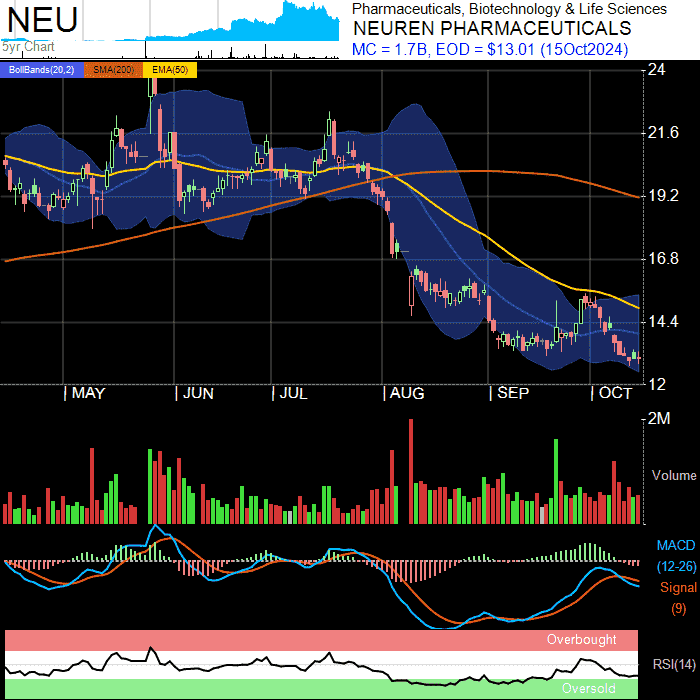 NEU
5yr Chart
Pharmaceuticals, Biotechnology & Life Sciences
NEUREN PHARMACEUTICALS
MC = 1.7B, EOD = $13.01 (15Oct2024)
BollBands(20,2) SMA(200) EMA(50)
24
21.6
19.2
16.8
14.4
12
| MAY | JUN | JUL | AUG | SEP | OCT
2M
Volume
MACD
(12-26)
Signal
(9)
Overbought
RSI(14)
Oversold